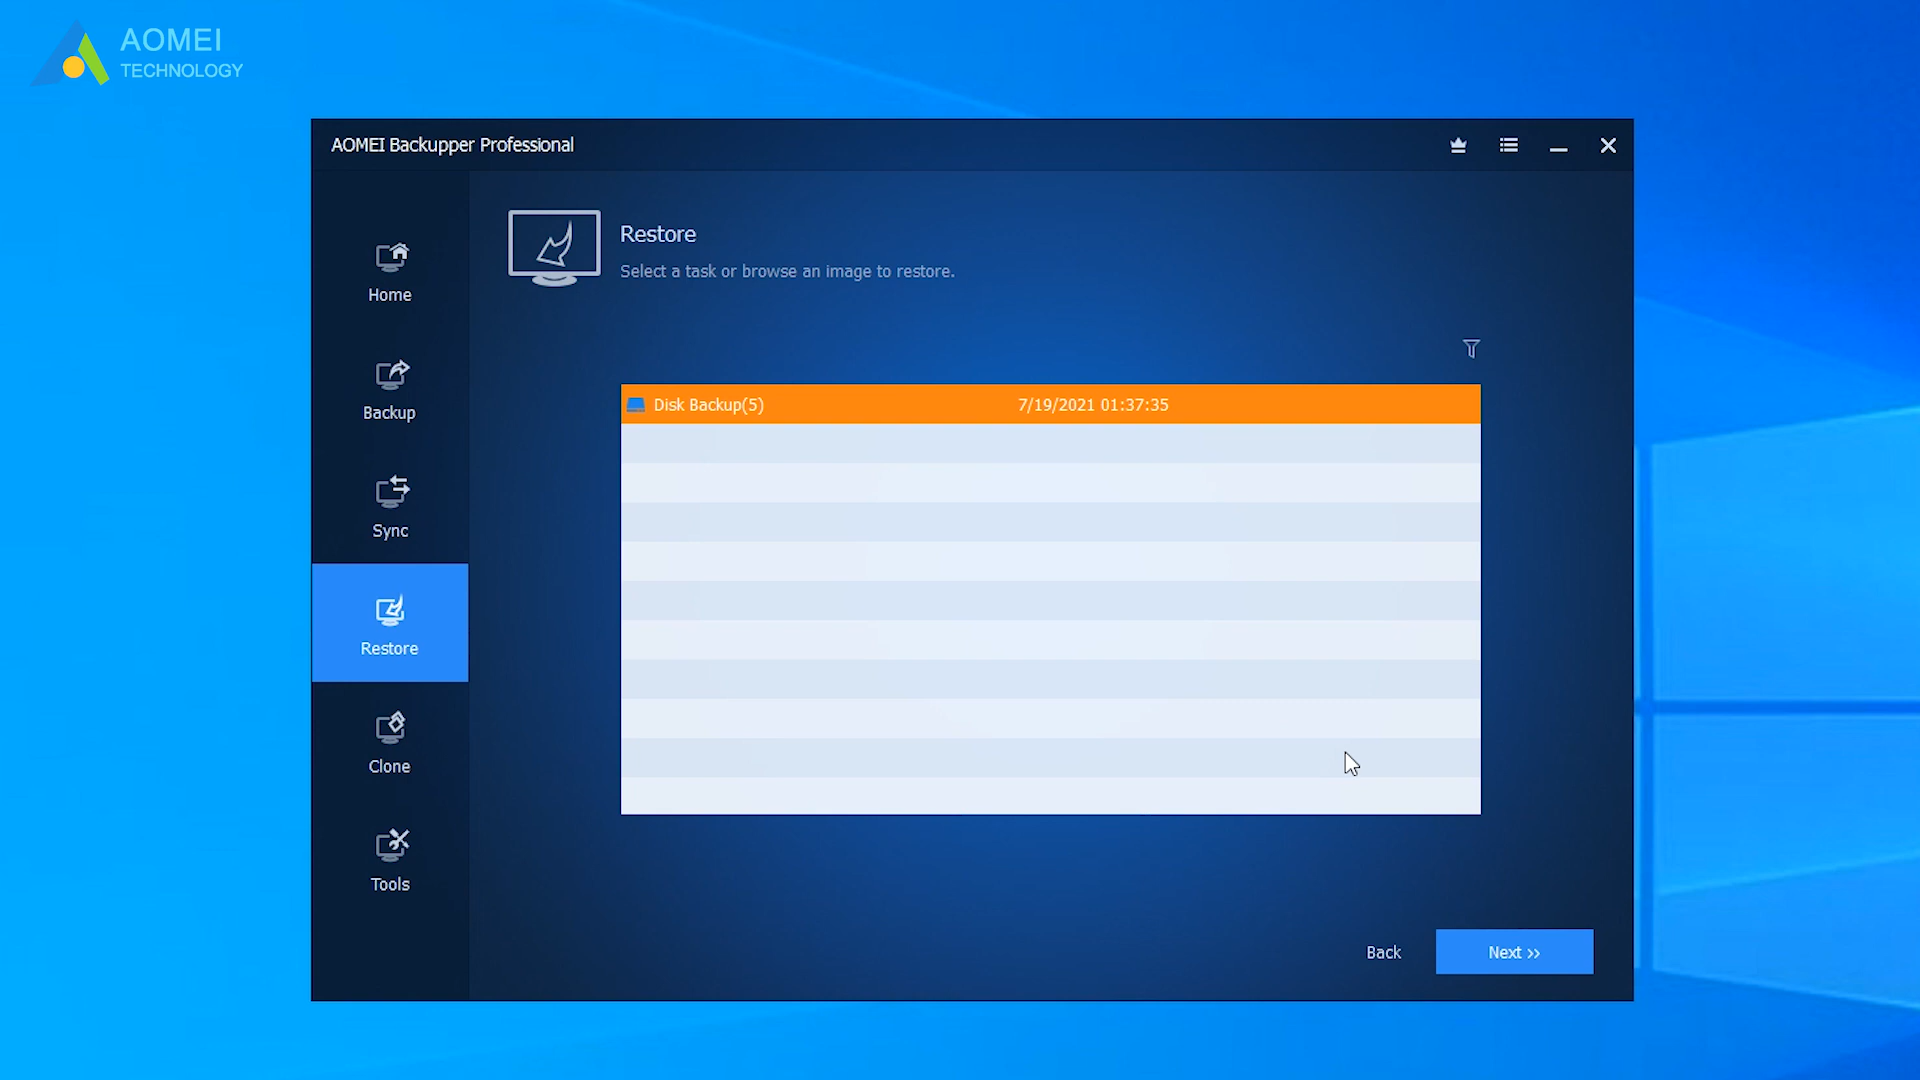 AOMEI
TECHNOLOGY
AOMEI Backupper Professional
Home
Backup
Sync
Restore
Clone
Tools
Restore
Select a task or browse an image to restore.
Disk Backup(5) 7/19/2021 01:37:35
Back Next >>